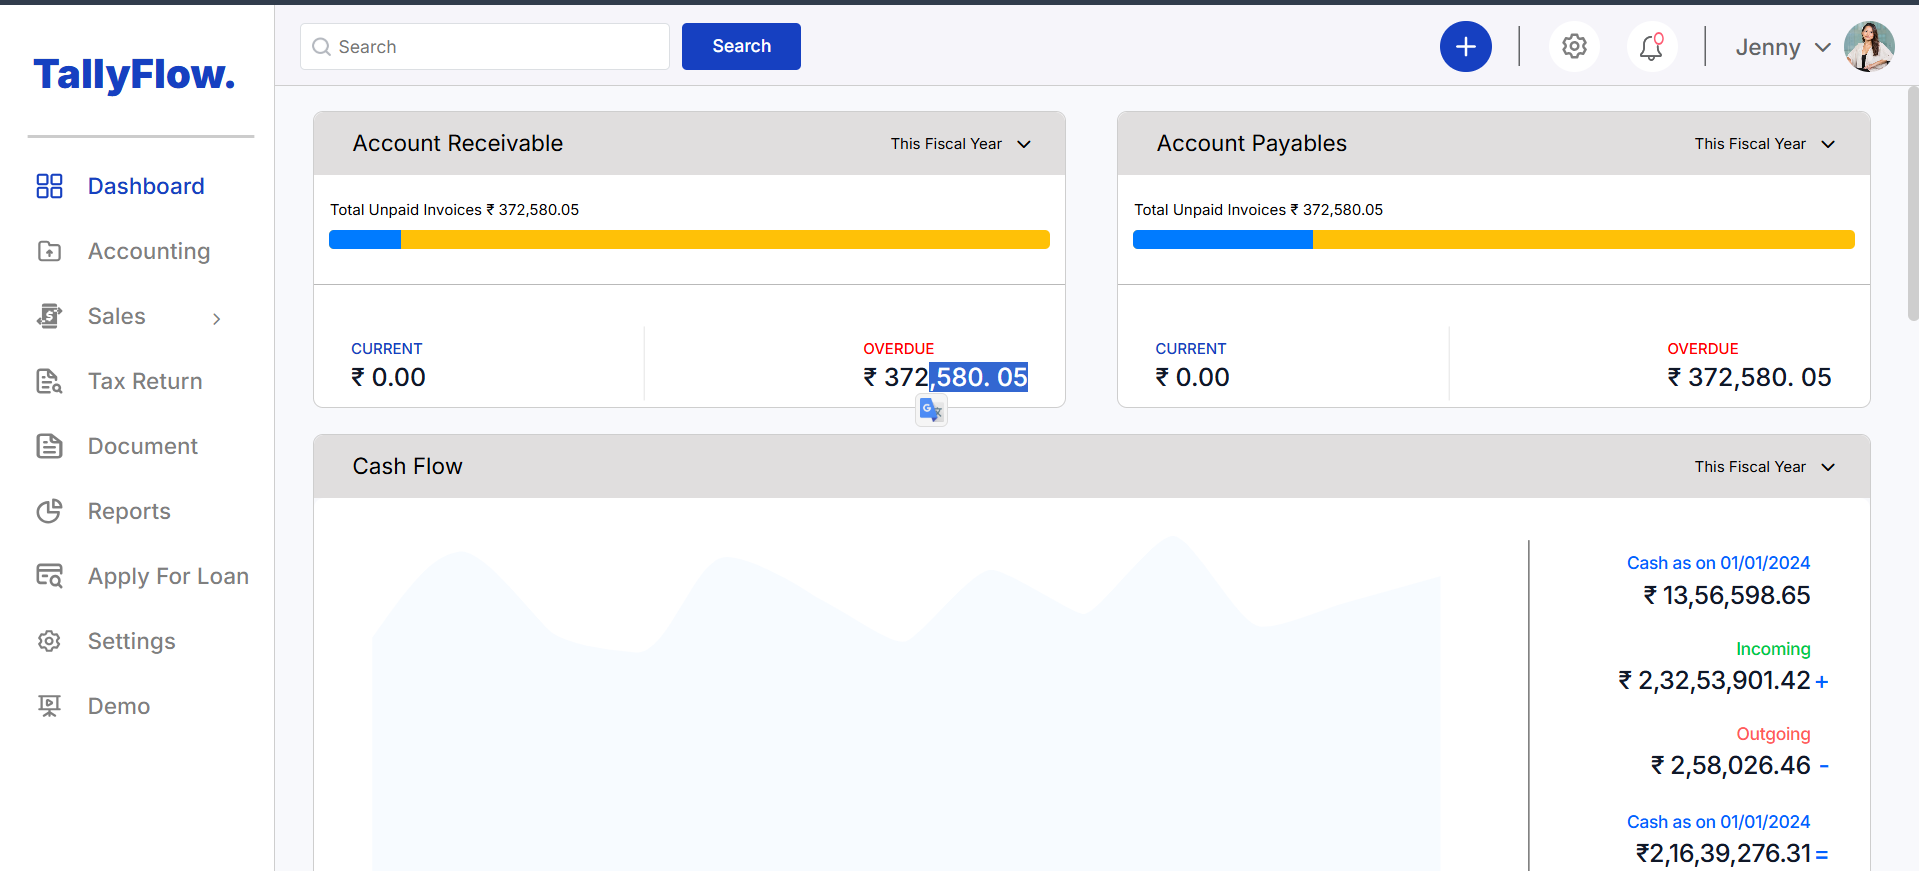 TallyFlow.
Dashboard
Accounting
Sales
Tax Return
Document
Reports
Apply For Loan
Settings
Demo
Search
Search
Jenny
Account Receivable
This Fiscal Year
Total Unpaid Invoices ₹ 372,580.05
CURRENT
₹ 0.00
OVERDUE
₹ 372,580. 05
Account Payables
This Fiscal Year
Total Unpaid Invoices ₹ 372,580.05
CURRENT
₹ 0.00
OVERDUE
₹ 372,580. 05
Cash Flow
This Fiscal Year
Cash as on 01/01/2024
₹ 13,56,598.65
Incoming
₹ 2,32,53,901.42 +
Outgoing
₹ 2,58,026.46 -
Cash as on 01/01/2024
₹2,16,39,276.31 =